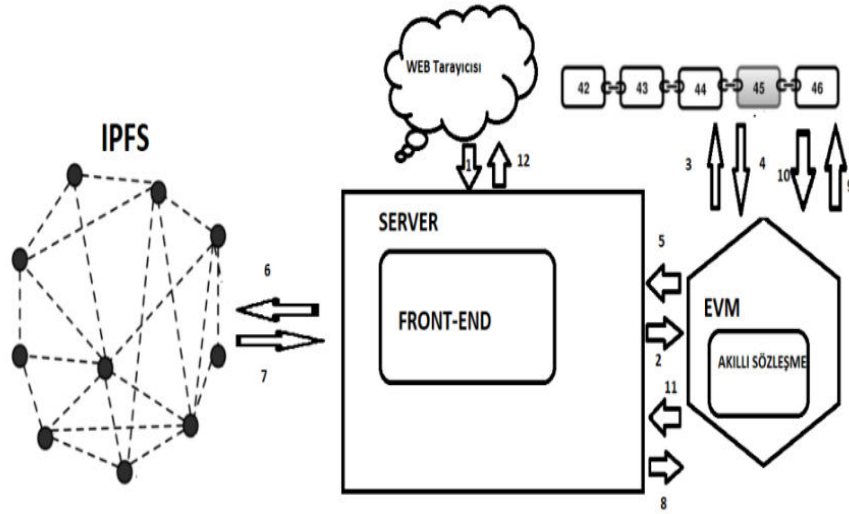 WEB Tarayıcısı
42 43 44 45 46
IPFS
1 12
3 4 10 9
SERVER
5
6
EVM
FRONT-END
2
7
AKILLI SÖZLEŞME
11
8